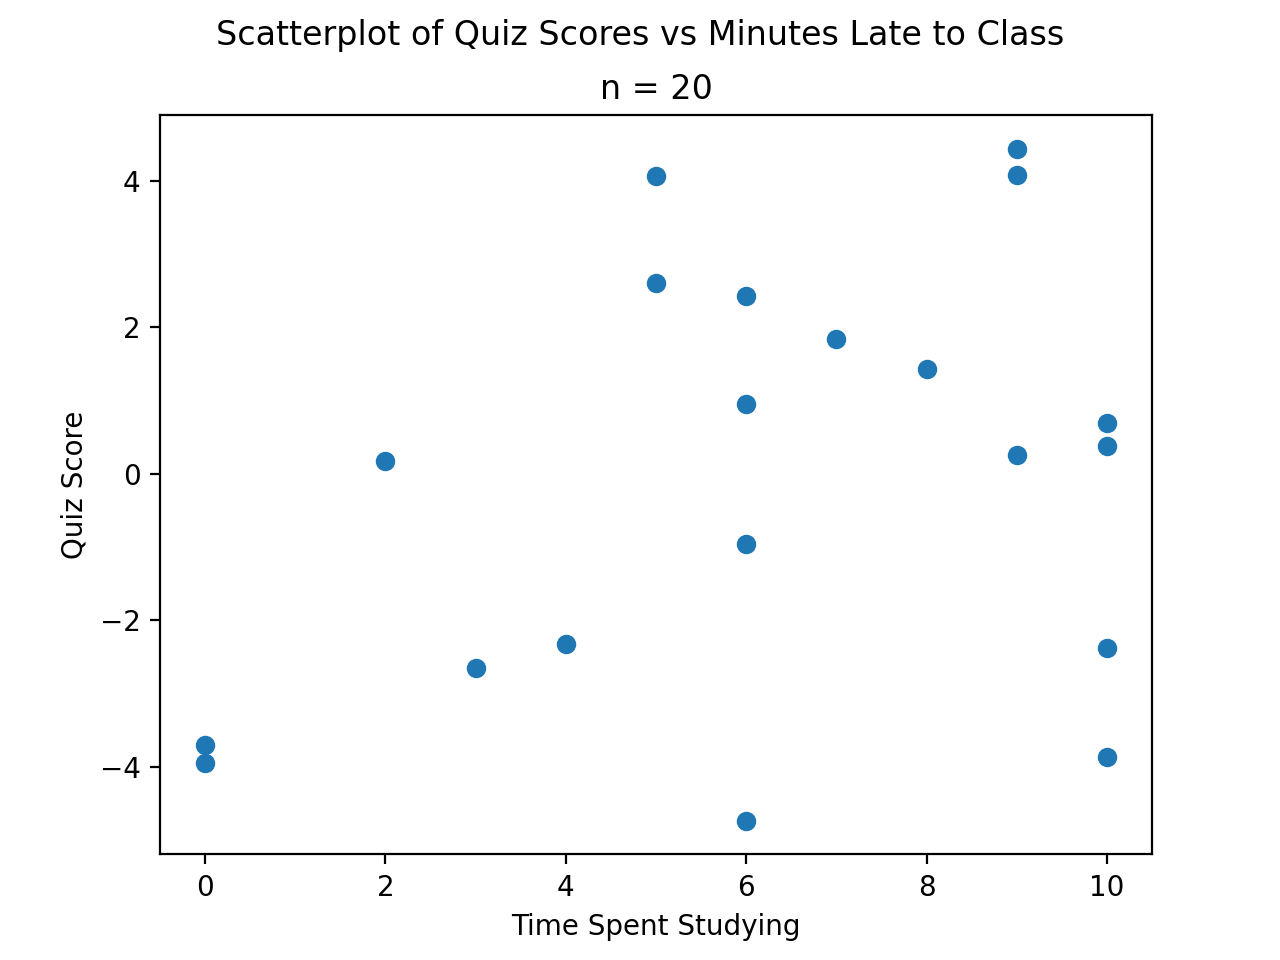 Scatterplot of Quiz Scores vs Minutes Late to Class
n = 20
4
2
0
−2
−4
Quiz Score
0 2 4 6 8 10
Time Spent Studying